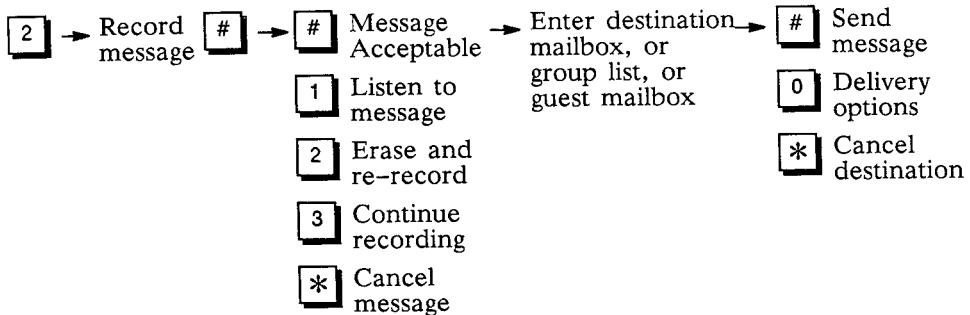 2 → Record message # → # Message Acceptable → Enter destination mailbox, or group list, or guest mailbox → # Send message
1 Listen to message
2 Erase and re-record
3 Continue recording
* Cancel message
0 Delivery options
* Cancel destination